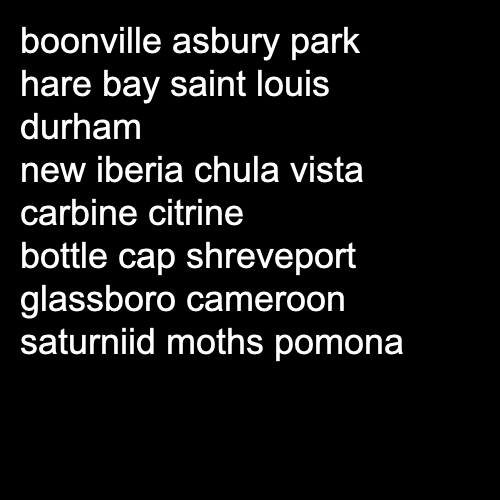 boonville asbury park
hare bay saint louis
durham
new iberia chula vista
carbine citrine
bottle cap shreveport
glassboro cameroon
saturniid moths pomona